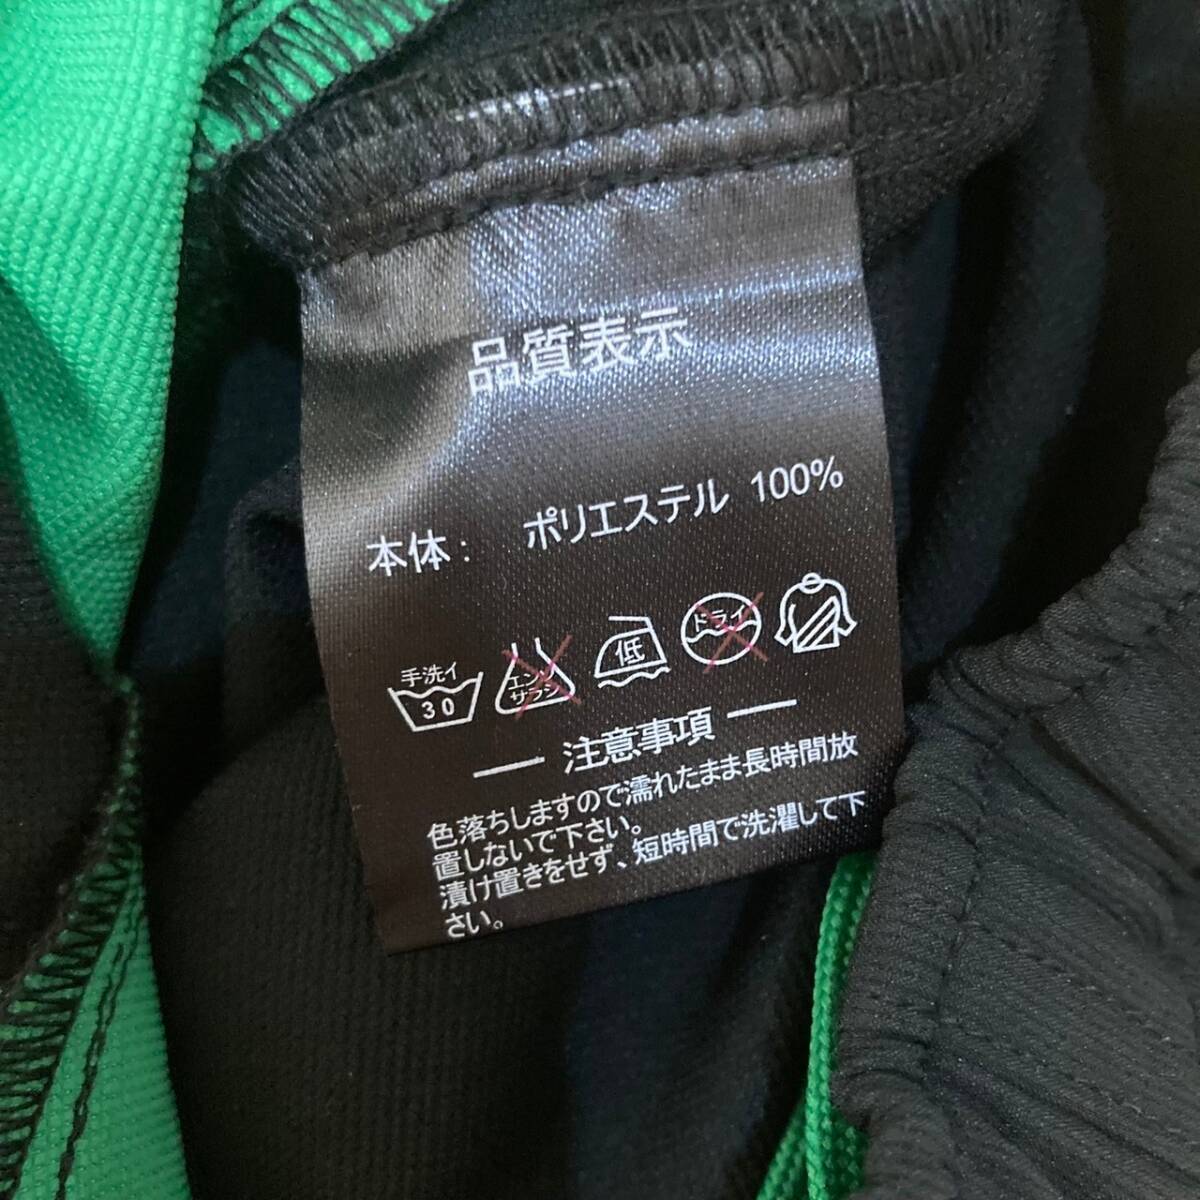 品質表示
本体： ポリエステル 100%
手洗イ
30
エンソ
サラシ
低
ドライ
注意事項
色落ちしますので濡れたまま長時間放
置しないで下さい。
漬け置きをせず、短時間で洗濯して下
さい。